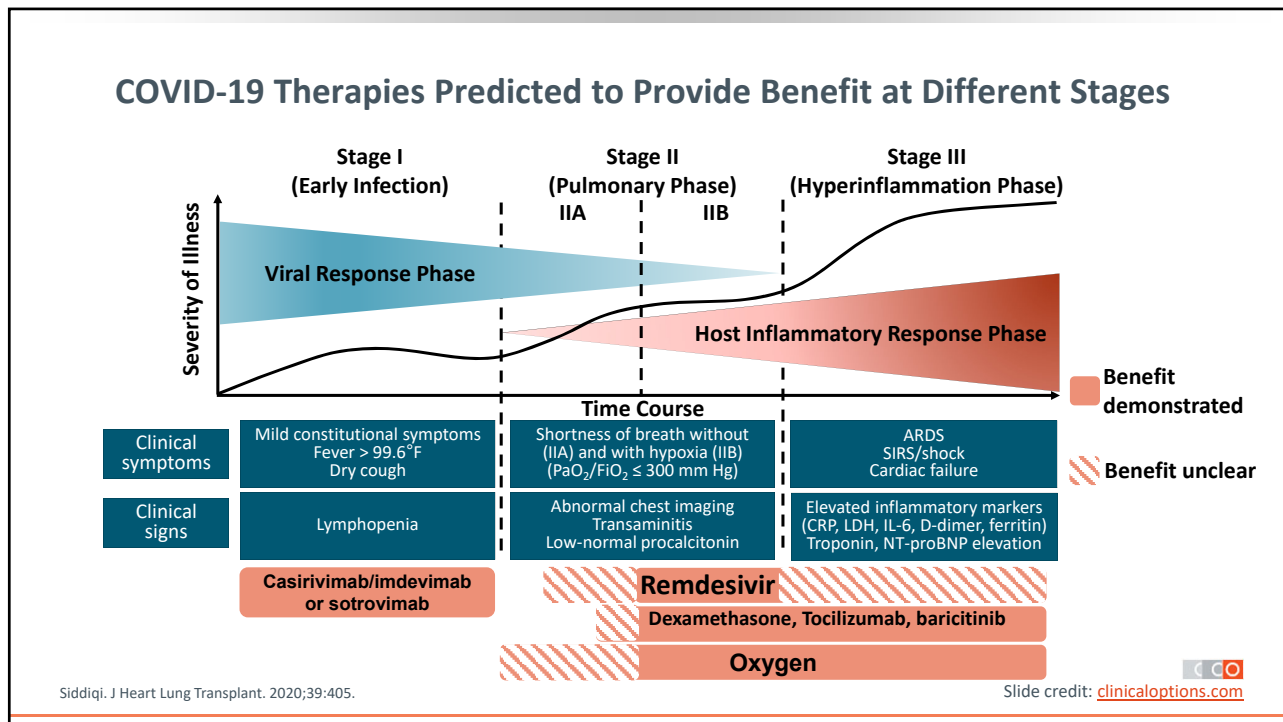 COVID-19 Therapies Predicted to Provide Benefit at Different Stages
Stage I
(Early Infection)
Stage II
(Pulmonary Phase)
IIA
IIB
Stage III
(Hyperinflammation Phase)
Severity of Illness
Viral Response Phase
Host Inflammatory Response Phase
Time Course
Benefit
demonstrated
Benefit unclear
Clinical
symptoms
Mild constitutional symptoms
Fever > 99.6°F
Dry cough
Shortness of breath without
(IIA) and with hypoxia (IIB)
(PaO₂/FiO₂ ≤ 300 mm Hg)
ARDS
SIRS/shock
Cardiac failure
Clinical
signs
Lymphopenia
Abnormal chest imaging
Transaminitis
Low-normal procalcitonin
Elevated inflammatory markers
(CRP, LDH, IL-6, D-dimer, ferritin)
Troponin, NT-proBNP elevation
Casirivimab/imdevimab
or sotrovimab
Remdesivir
Dexamethasone, Tocilizumab, baricitinib
Oxygen
Siddiqi. J Heart Lung Transplant. 2020;39:405.
CCO
Slide credit: clinicaloptions.com